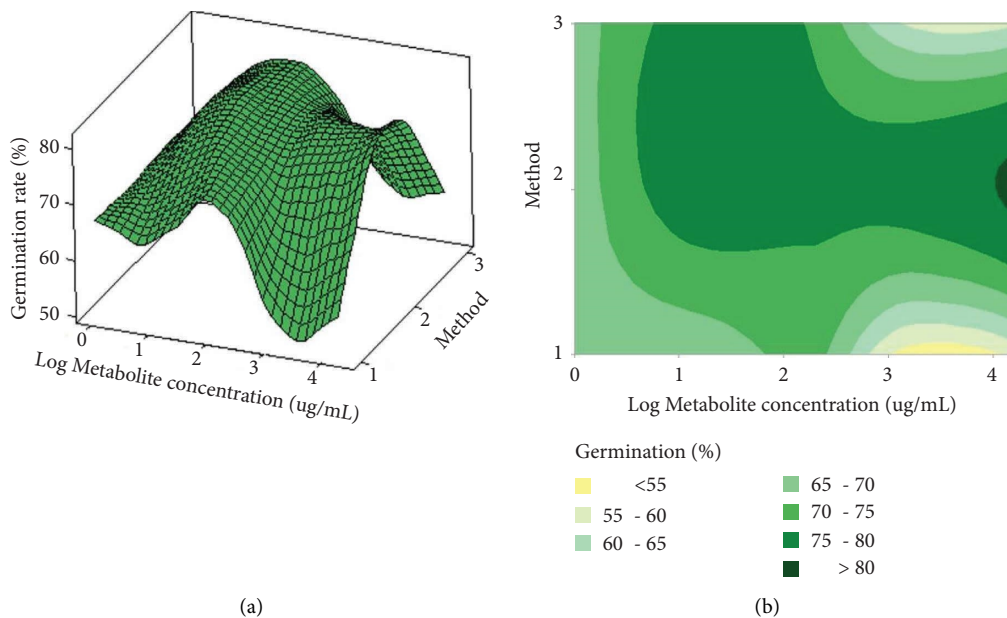 80
70
60
50
Germination rate (%)
0
1
2
3
4
Log Metabolite concentration (ug/mL)
1
2
3
Method
(a)
3
2
1
Method
0
1
2
3
4
Log Metabolite concentration (ug/mL)
Germination (%)
<55
55 - 60
60 - 65
65 - 70
70 - 75
75 - 80
> 80
(b)